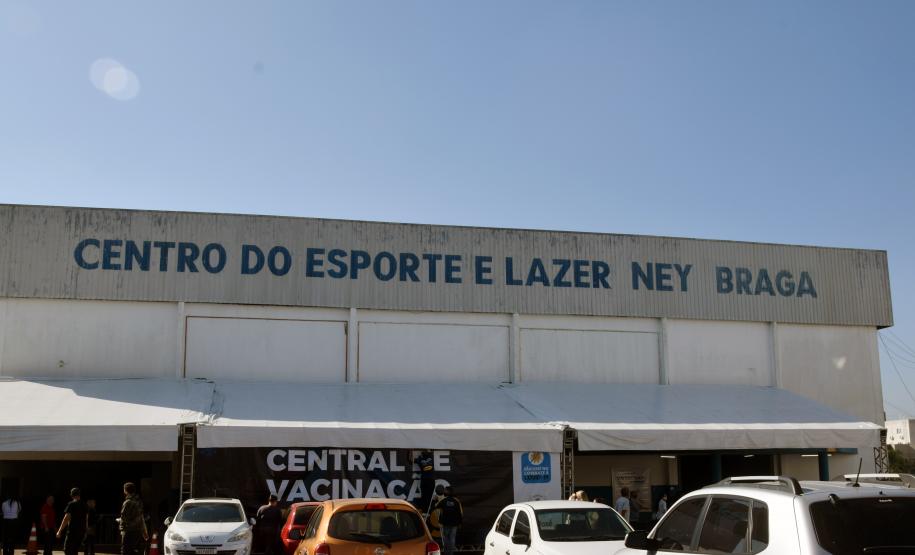 CENTRO DO ESPORTE E LAZER NEY BRAGA
CENTRAL DE
VACINAÇÃO